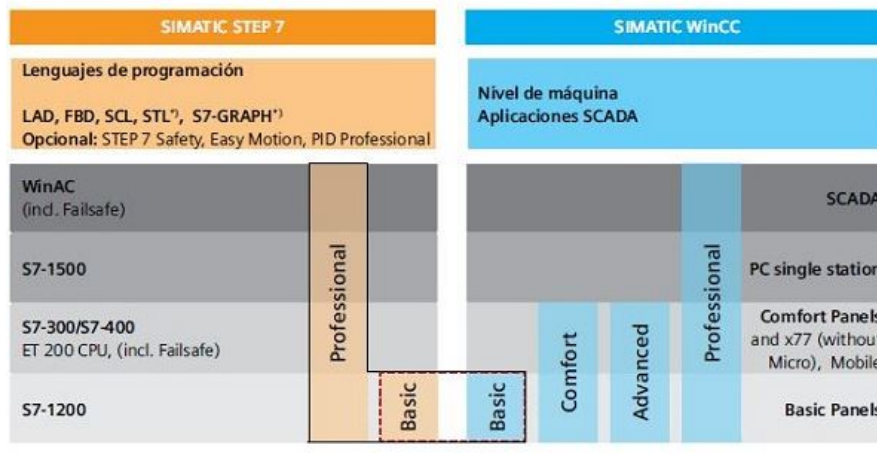 SIMATIC STEP 7
SIMATIC WinCC
Lenguajes de programación
LAD, FBD, SCL, STL*), S7-GRAPH*)
Opcional: STEP 7 Safety, Easy Motion, PID Professional
Nivel de máquina
Aplicaciones SCADA
WinAC
(incl. Failsafe)
S7-1500
S7-300/S7-400
ET 200 CPU, (incl. Failsafe)
S7-1200
Professional
Basic
Basic
Comfort
Advanced
Professional
SCADA
PC single station
Comfort Panels
and x77 (without
Micro), Mobile
Basic Panels